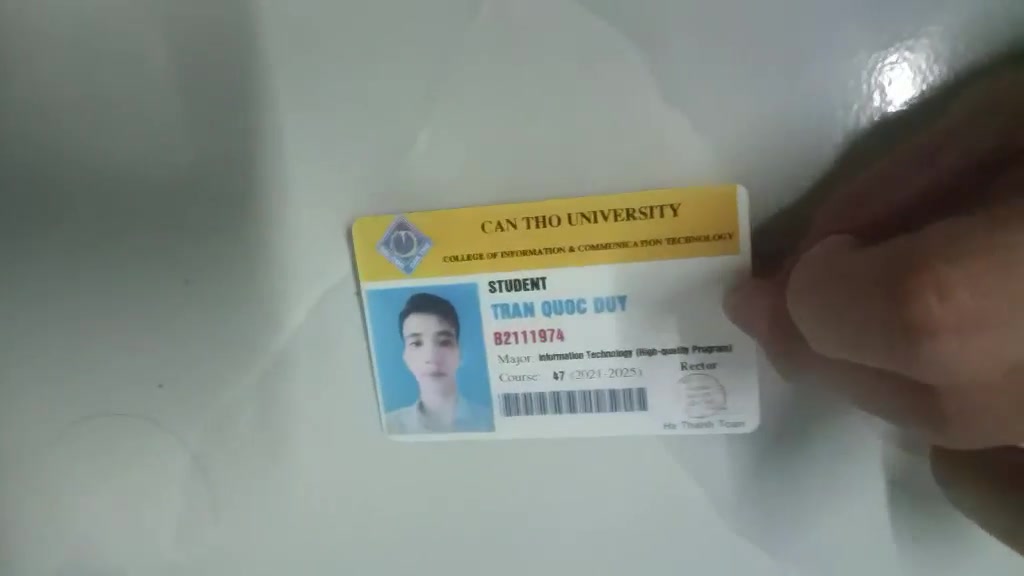 CAN THO UNIVERSITY
COLLEGE OF INFORMATION & COMMUNICATION TECHNOLOGY
STUDENT
TRAN QUOC DUY
B2111974
Major: Information Technology (High-quality Program)
Course: 47 (2021-2025)
Rector
Ha Thanh Toan